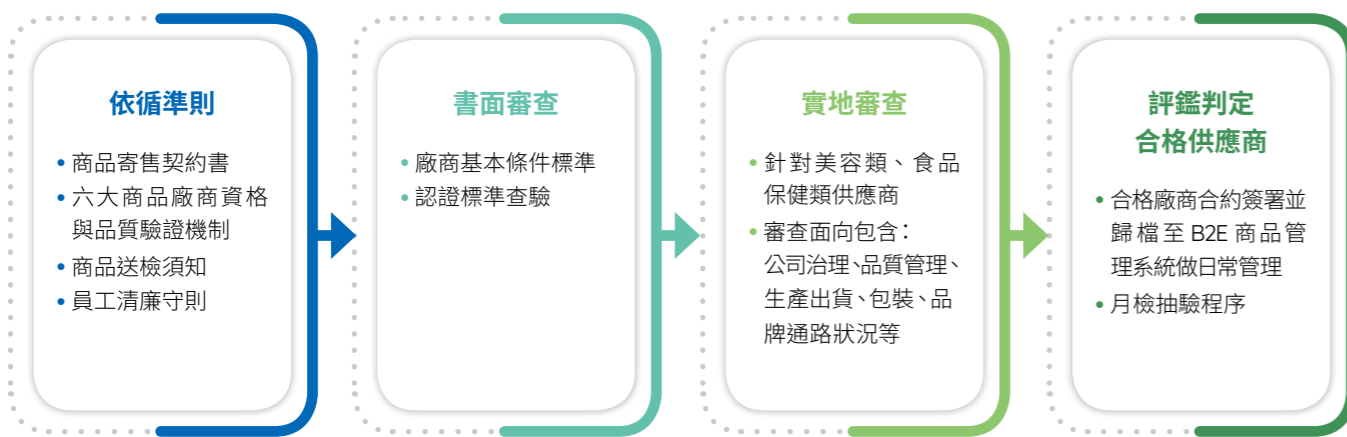 依循準則
• 商品寄售契約書
• 六大商品廠商資格
與品質驗證機制
• 商品送檢須知
• 員工清廉守則
書面審查
• 廠商基本條件標準
• 認證標準查驗
實地審查
• 針對美容類、食品
保健類供應商
• 審查面向包含：
公司治理、品質管理、
生產出貨、包裝、品
牌通路狀況等
評鑑判定
合格供應商
• 合格廠商合約簽署並
歸檔至 B2E 商品管
理系統做日常管理
• 月檢抽驗程序